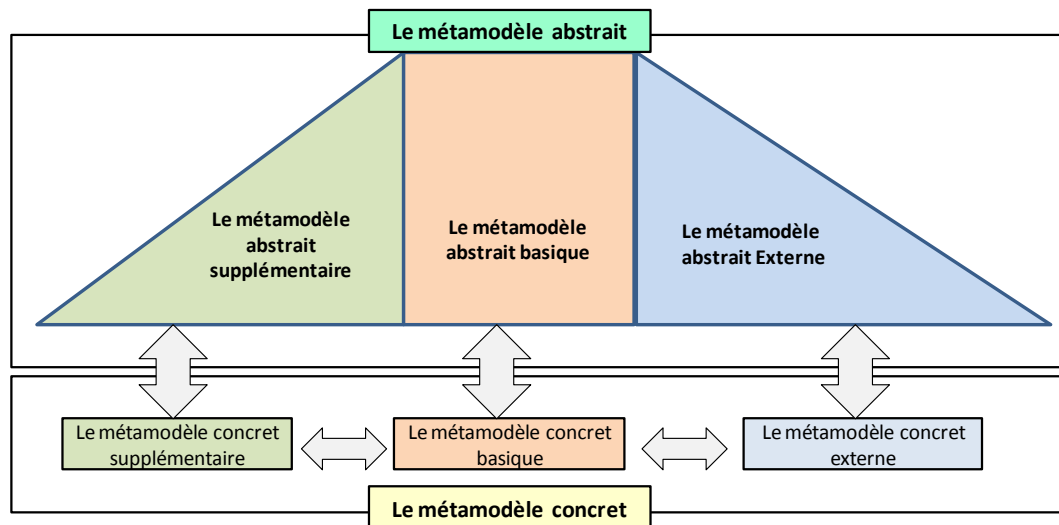 Le métamodèle abstrait
Le métamodèle
abstrait
supplémentaire
Le métamodèle
abstrait basique
Le métamodèle
abstrait Externe
Le métamodèle concret
supplémentaire
Le métamodèle concret
basique
Le métamodèle concret
externe
Le métamodèle concret